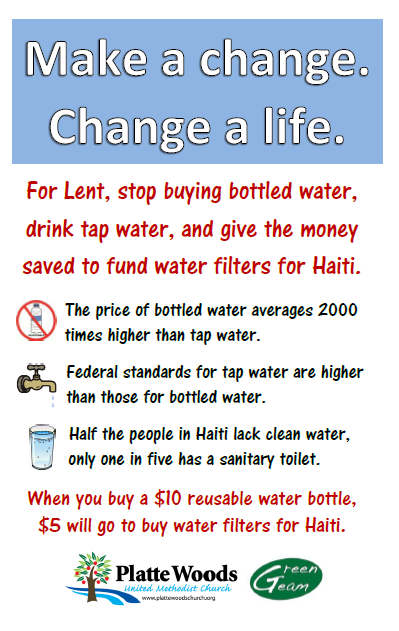 Make a change.
Change a life.
For Lent, stop buying bottled water,
drink tap water, and give the money
saved to fund water filters for Haiti.
The price of bottled water averages 2000
times higher than tap water.
Federal standards for tap water are higher
than those for bottled water.
Half the people in Haiti lack clean water,
only one in five has a sanitary toilet.
When you buy a $10 reusable water bottle,
$5 will go to buy water filters for Haiti.
Platte Woods
United Methodist Church
www.plattewoodschurch.org
Green
Team